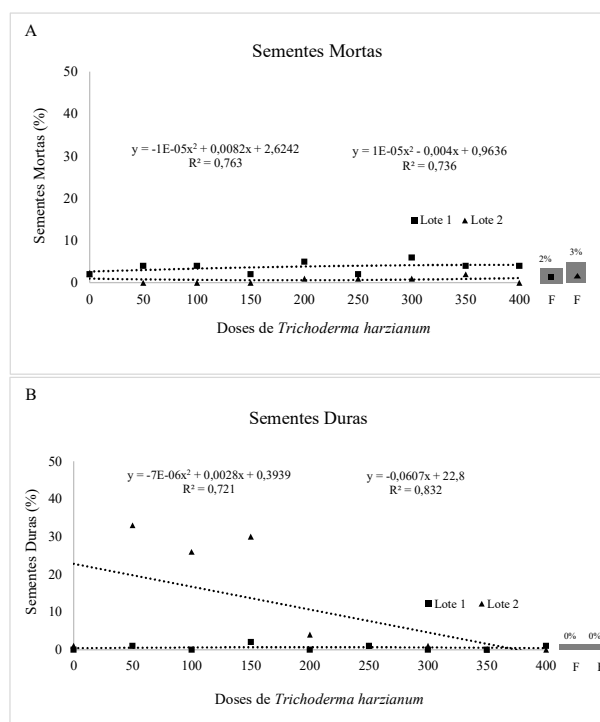 A
Sementes Mortas
50
40
30
20
10
0
Sementes Mortas (%)
y = -1E-05x² + 0,0082x + 2,6242
R² = 0,763
y = 1E-05x² - 0,004x + 0,9636
R² = 0,736
Lote 1 Lote 2
2% 3%
0 50 100 150 200 250 300 350 400 F F
Doses de Trichoderma harzianum
B
Sementes Duras
50
40
30
20
10
0
Sementes Duras (%)
y = -7E-06x² + 0,0028x + 0,3939
R² = 0,721
y = -0,0607x + 22,8
R² = 0,832
Lote 1 Lote 2
0% 0%
0 50 100 150 200 250 300 350 400 F
Doses de Trichoderma harzianum